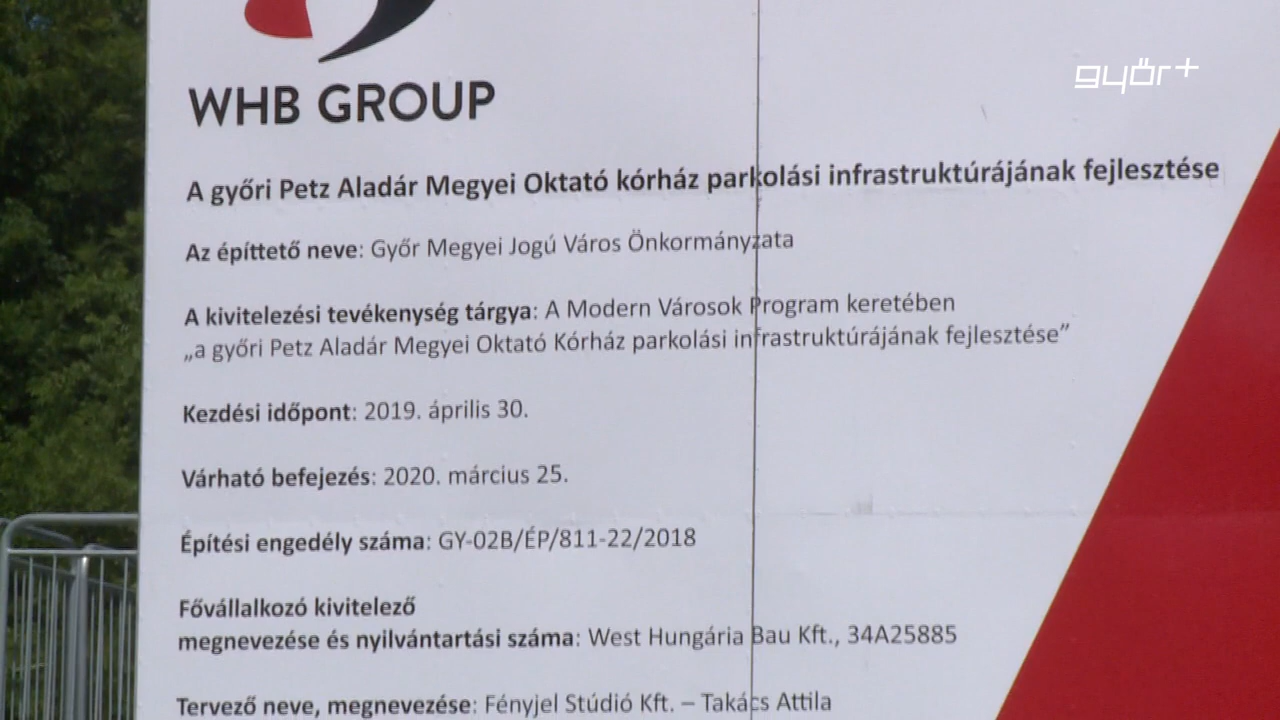 győr+
WHB GROUP
A győri Petz Aladár Megyei Oktató kórház parkolási infrastruktúrájának fejlesztése
Az építtető neve: Győr Megyei Jogú Város Önkormányzata
A kivitelezési tevékenység tárgya: A Modern Városok Program keretében
„a győri Petz Aladár Megyei Oktató Kórház parkolási infrastruktúrájának fejlesztése”
Kezdési időpont: 2019. április 30.
Várható befejezés: 2020. március 25.
Építési engedély száma: GY-02B/ÉP/811-22/2018
Fővállalkozó kivitelező
megnevezése és nyilvántartási száma: West Hungária Bau Kft., 34A25885
Tervező neve, megnevezése: Fényjel Stúdió Kft. – Takács Attila